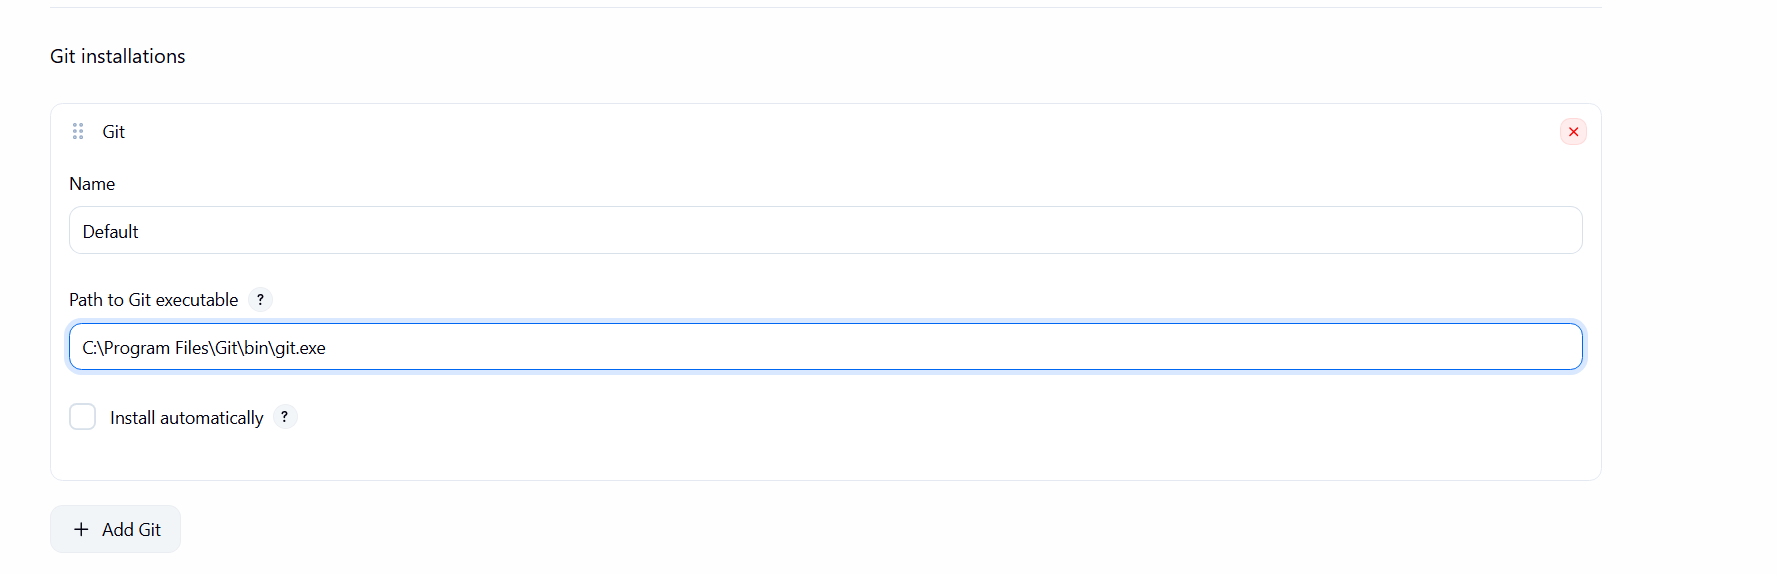 Git installations
Git
Name
Default
Path to Git executable ?
C:\Program Files\Git\bin\git.exe
Install automatically ?
+ Add Git